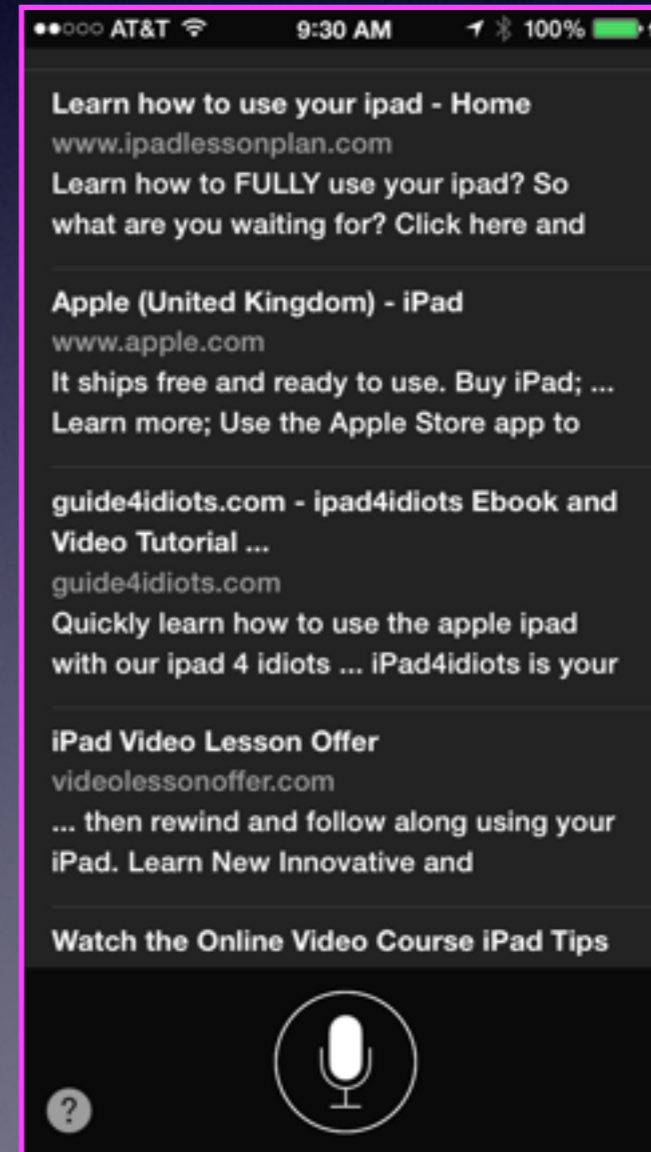 AT&T 9:30 AM 100%
Learn how to use your ipad - Home
www.ipadlessonplan.com
Learn how to FULLY use your ipad? So
what are you waiting for? Click here and
Apple (United Kingdom) - iPad
www.apple.com
It ships free and ready to use. Buy iPad; ...
Learn more; Use the Apple Store app to
guide4idiots.com - ipad4idiots Ebook and
Video Tutorial ...
guide4idiots.com
Quickly learn how to use the apple ipad
with our ipad 4 idiots ... iPad4idiots is your
iPad Video Lesson Offer
videolessonoffer.com
... then rewind and follow along using your
iPad. Learn New Innovative and
Watch the Online Video Course iPad Tips
?